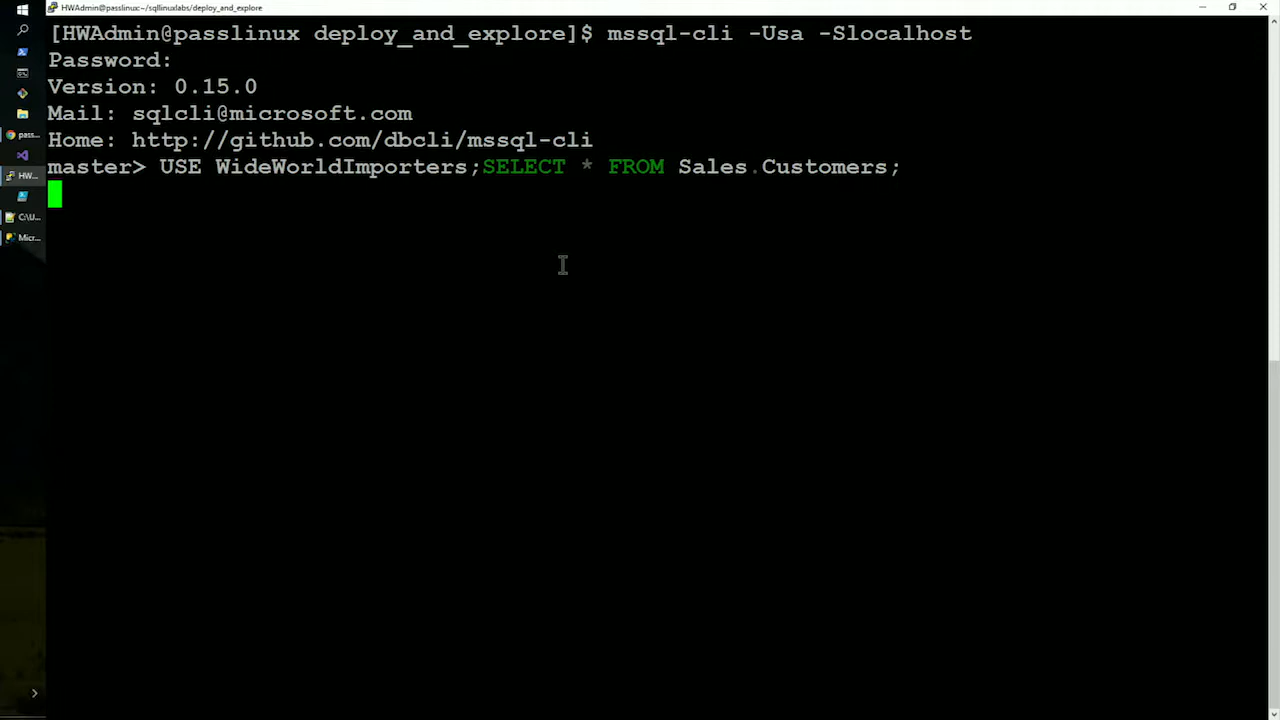 HWAdmin@passlinux:~/sqllinuxlabs/deploy_and_explore
[HWAdmin@passlinux deploy_and_explore]$ mssql-cli -Usa -Slocalhost
Password:
Version: 0.15.0
Mail: sqlcli@microsoft.com
Home: http://github.com/dbcli/mssql-cli
master> USE WideWorldImporters;SELECT * FROM Sales.Customers;
pass...
HW...
C:\U...
Micr...